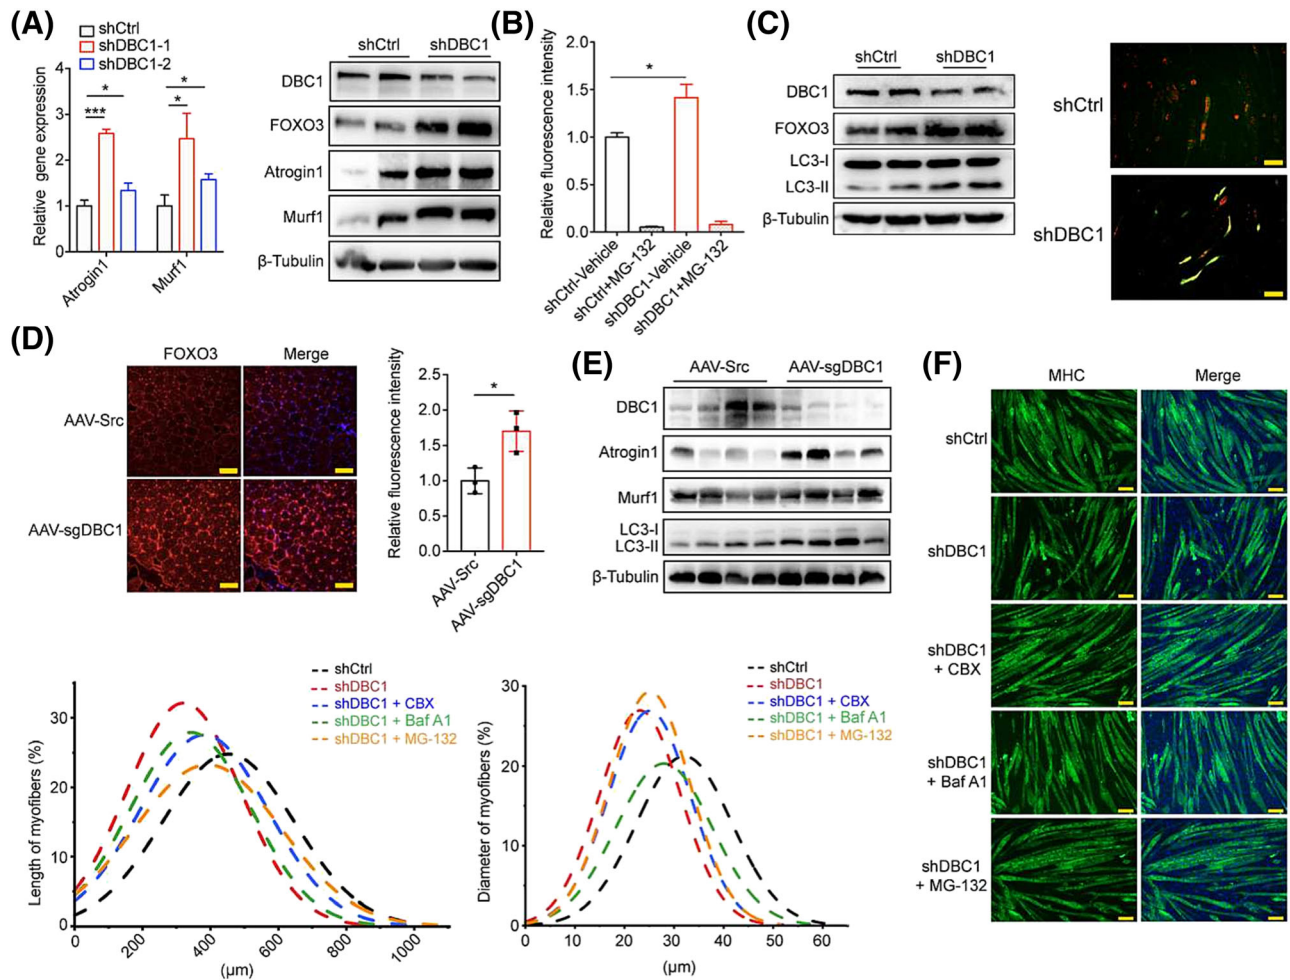 (A)
shCtrl
shDBC1-1
shDBC1-2
Relative gene expression
4
3
2
1
0
***
*
*
*
Atrogin1
Murf1
shCtrl
shDBC1
DBC1
FOXO3
Atrogin1
Murf1
β-Tubulin
(B)
Relative fluorescence intensity
2.0
1.5
1.0
0.5
0.0
*
shCtrl-Vehicle
shCtrl+MG-132
shDBC1-Vehicle
shDBC1+MG-132
(C)
shCtrl
shDBC1
DBC1
FOXO3
LC3-I
LC3-II
β-Tubulin
shCtrl
shDBC1
(D)
FOXO3
Merge
AAV-Src
AAV-sgDBC1
Relative fluorescence intensity
2.5
2.0
1.5
1.0
0.5
0.0
*
AAV-Src
AAV-sgDBC1
(E)
AAV-Src
AAV-sgDBC1
DBC1
Atrogin1
Murf1
LC3-I
LC3-II
β-Tubulin
(F)
MHC
Merge
shCtrl
shDBC1
shDBC1
+ CBX
shDBC1
+ Baf A1
shDBC1
+ MG-132
shCtrl
shDBC1
shDBC1 + CBX
shDBC1 + Baf A1
shDBC1 + MG-132
Length of myofibers (%)
30
20
10
0
0
200
400
600
800
1000
(μm)
shCtrl
shDBC1
shDBC1 + CBX
shDBC1 + Baf A1
shDBC1 + MG-132
Diameter of myofibers (%)
30
20
10
0
0
10
20
30
40
50
60
(μm)